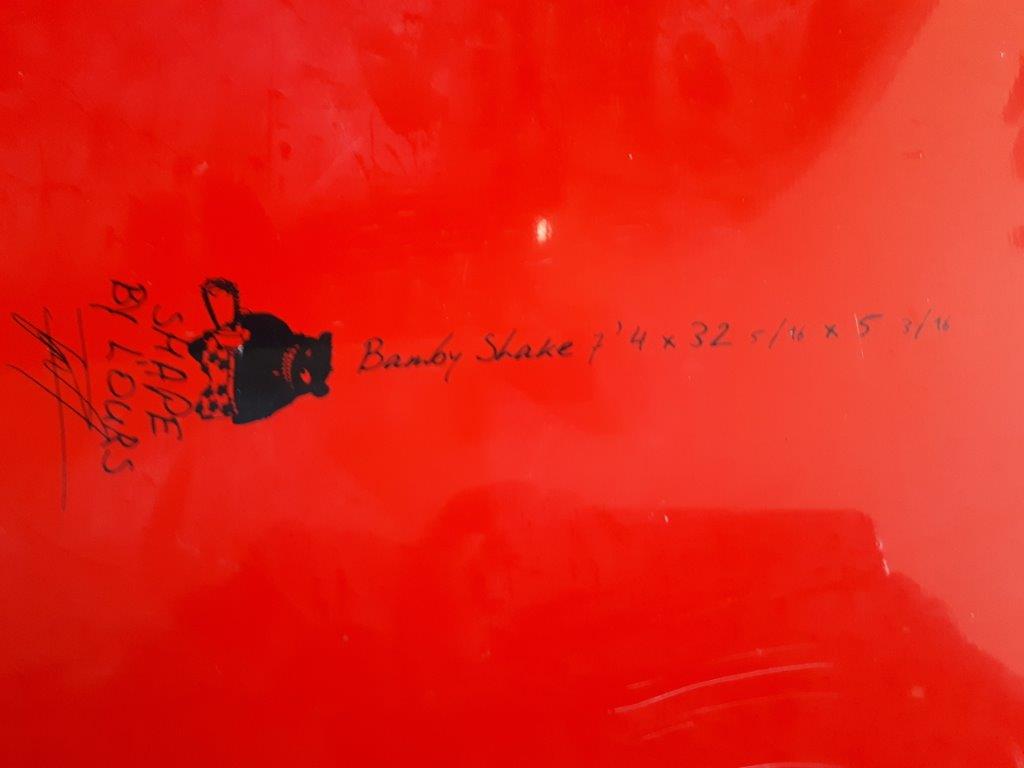 Bamby Shake 7'4 x 32 5/16 x 5 3/16
SHAPE
By L'OURS